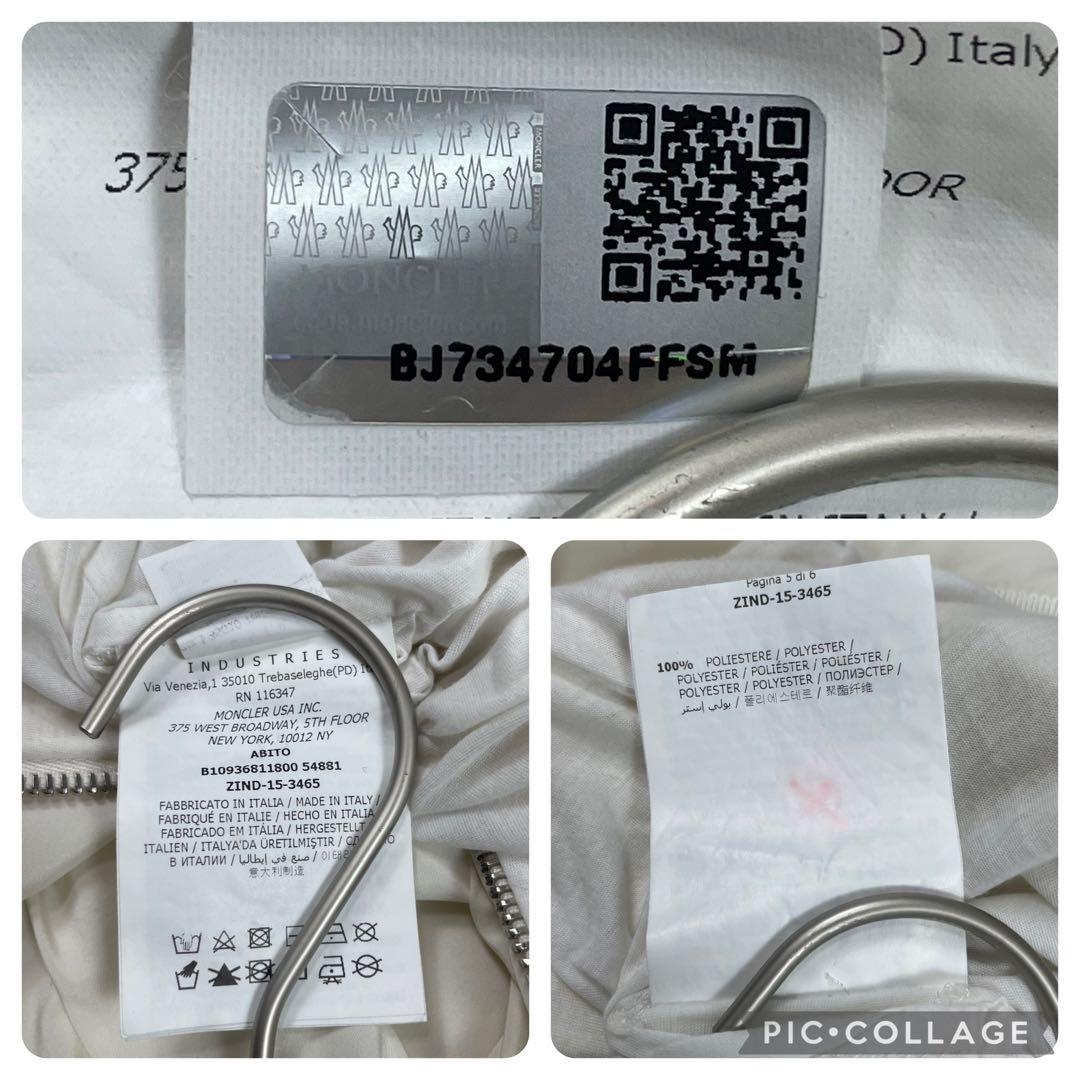 D) Italy
375
OOR
MONCLER
MONCLER
BJ734704FFSM
INDUSTRIES
Via Venezia,1 35010 Trebaseleghe(PD) It
RN 116347
MONCLER USA INC.
375 WEST BROADWAY, 5TH FLOOR
NEW YORK, 10012 NY
ABITO
B10936811800 54881
ZIND-15-3465
FABBRICATO IN ITALIA / MADE IN ITALY /
FABRIQUÉ EN ITALIE / HECHO EN ITALIA
FABRICADO EM ITÁLIA / HERGESTELLT
ITALIEN / ITALYA'DA ÜRETILMIŞTIR /
В ИТАЛИИ / صنع في إيطاليا /
意大利制造
Pagina 5 di 6
ZIND-15-3465
100% POLIESTERE / POLYESTER /
POLYESTER / POLIÉSTER / POLIÉSTER /
POLYESTER / POLYESTER / ПОЛИЭСТЕР /
بولي إستر / 폴리에스테르 / 聚酯纤维
PIC•COLLAGE